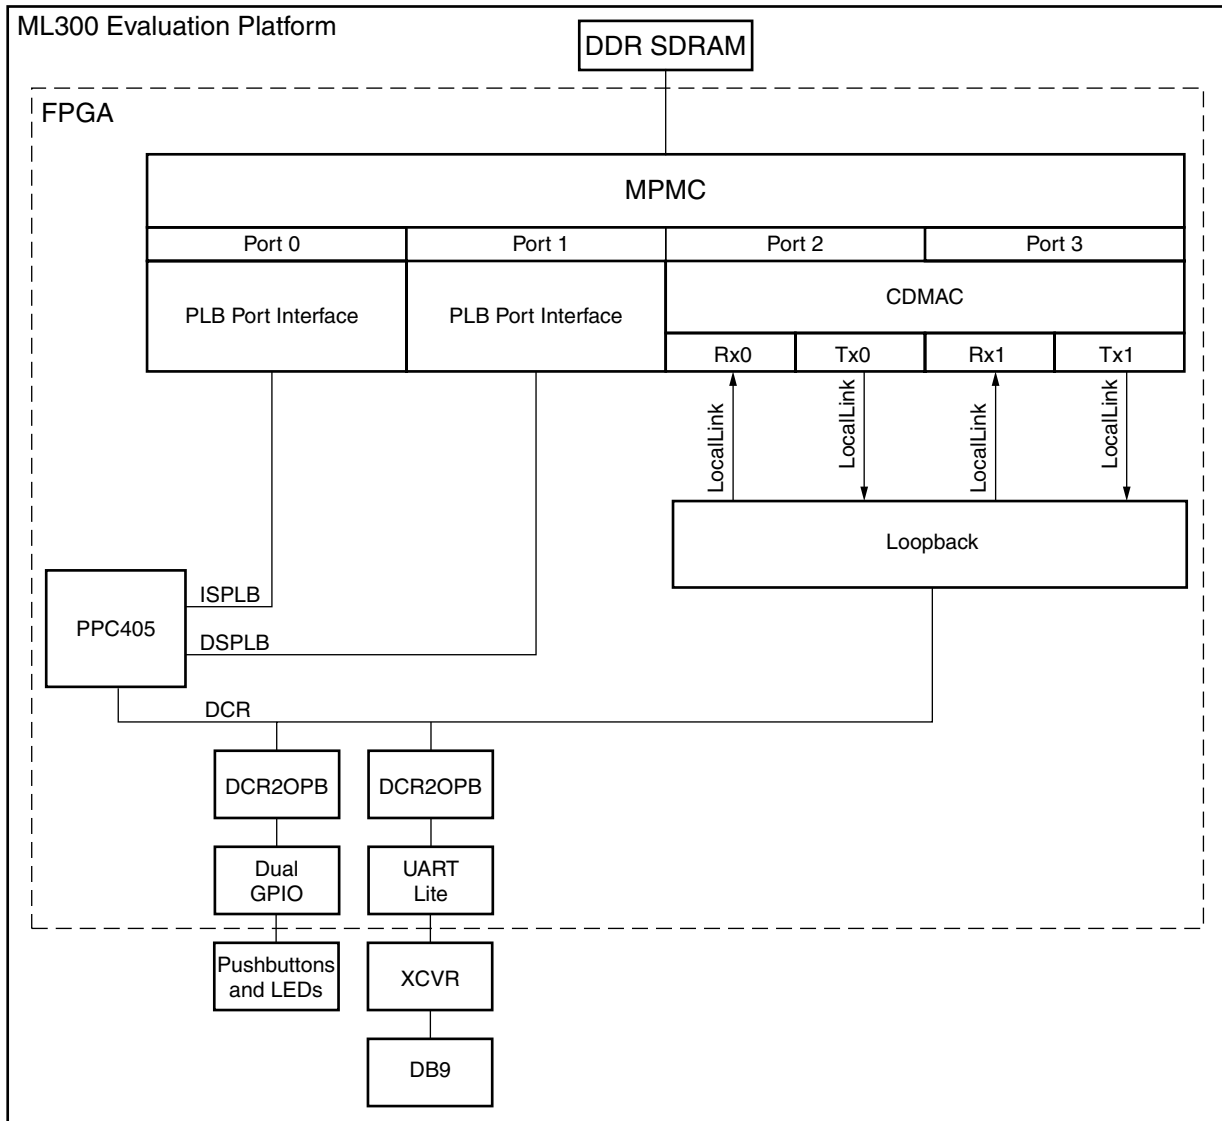 ML300 Evaluation Platform
DDR SDRAM
FPGA
MPMC
Port 0
Port 1
Port 2
Port 3
PLB Port Interface
PLB Port Interface
CDMAC
Rx0
Tx0
Rx1
Tx1
LocalLink
LocalLink
LocalLink
LocalLink
Loopback
PPC405
ISPLB
DSPLB
DCR
DCR2OPB
DCR2OPB
Dual
GPIO
UART
Lite
Pushbuttons
and LEDs
XCVR
DB9